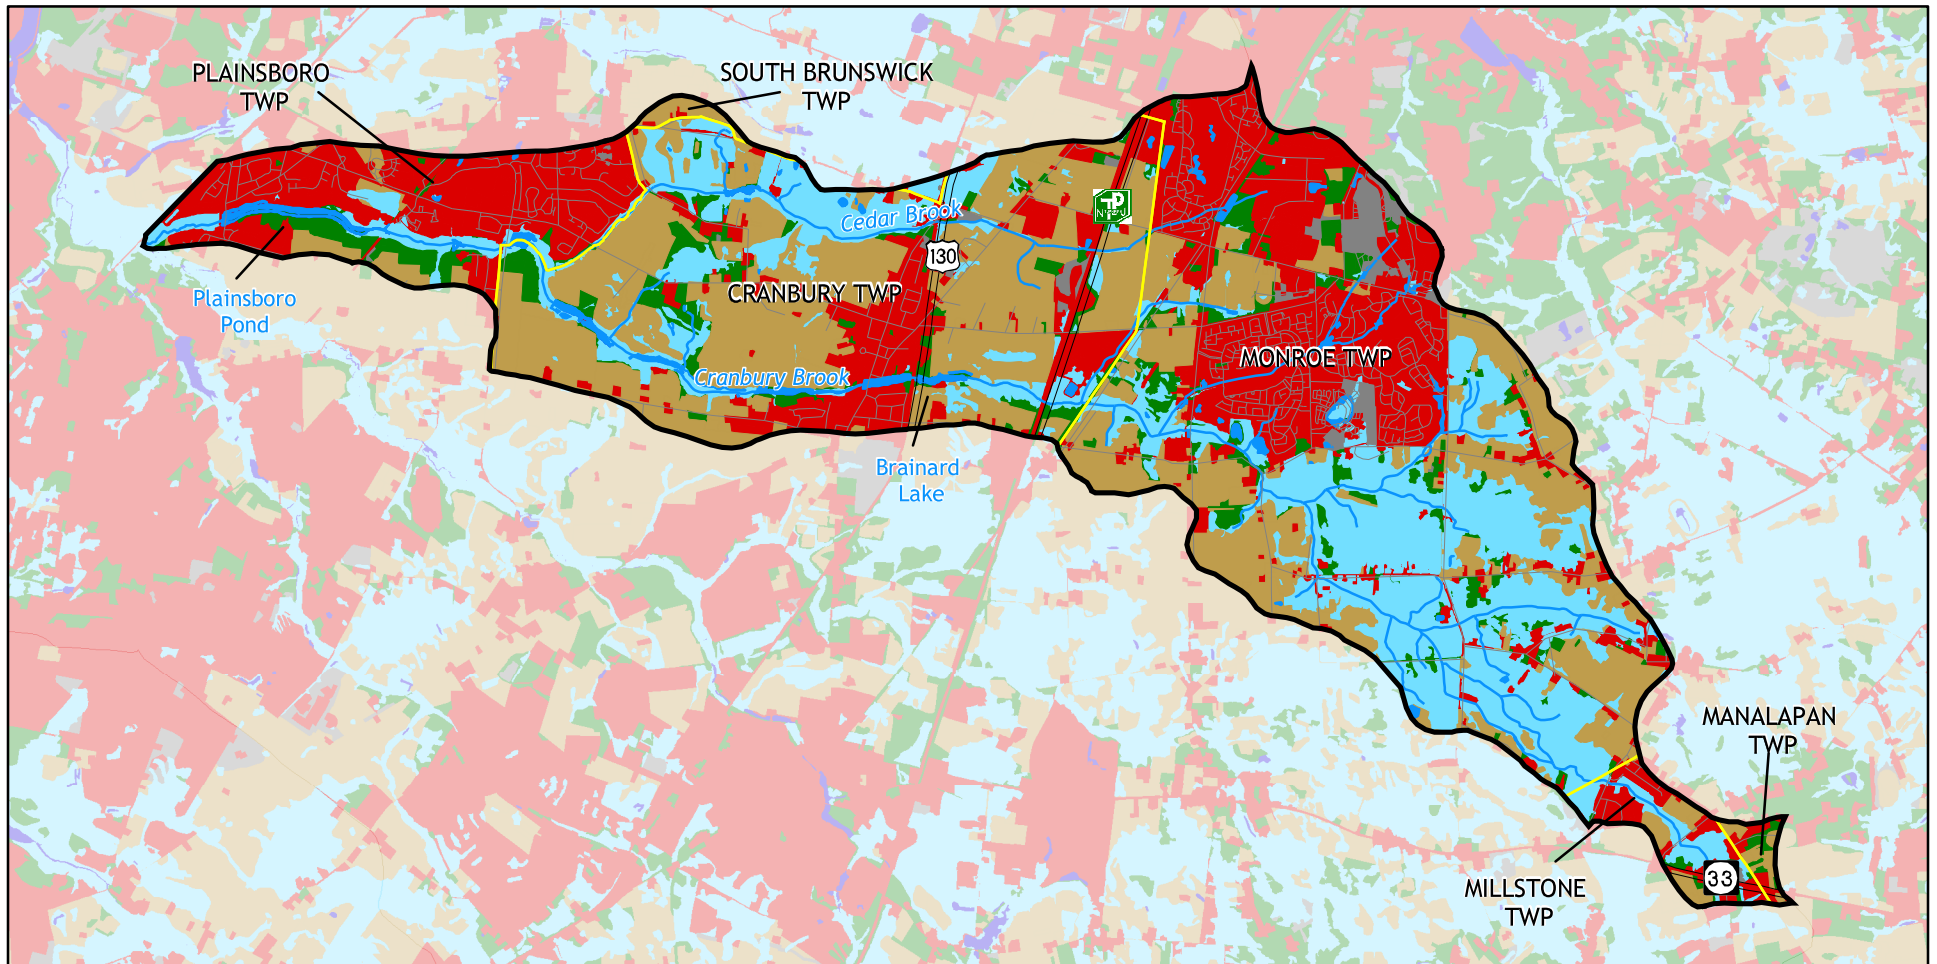 PLAINSBORO
TWP
SOUTH BRUNSWICK
TWP
Cedar Brook
130
CRANBURY TWP
Plainsboro
Pond
MONROE TWP
Cranbury Brook
Brainard
Lake
MANALAPAN
TWP
33
MILLSTONE
TWP